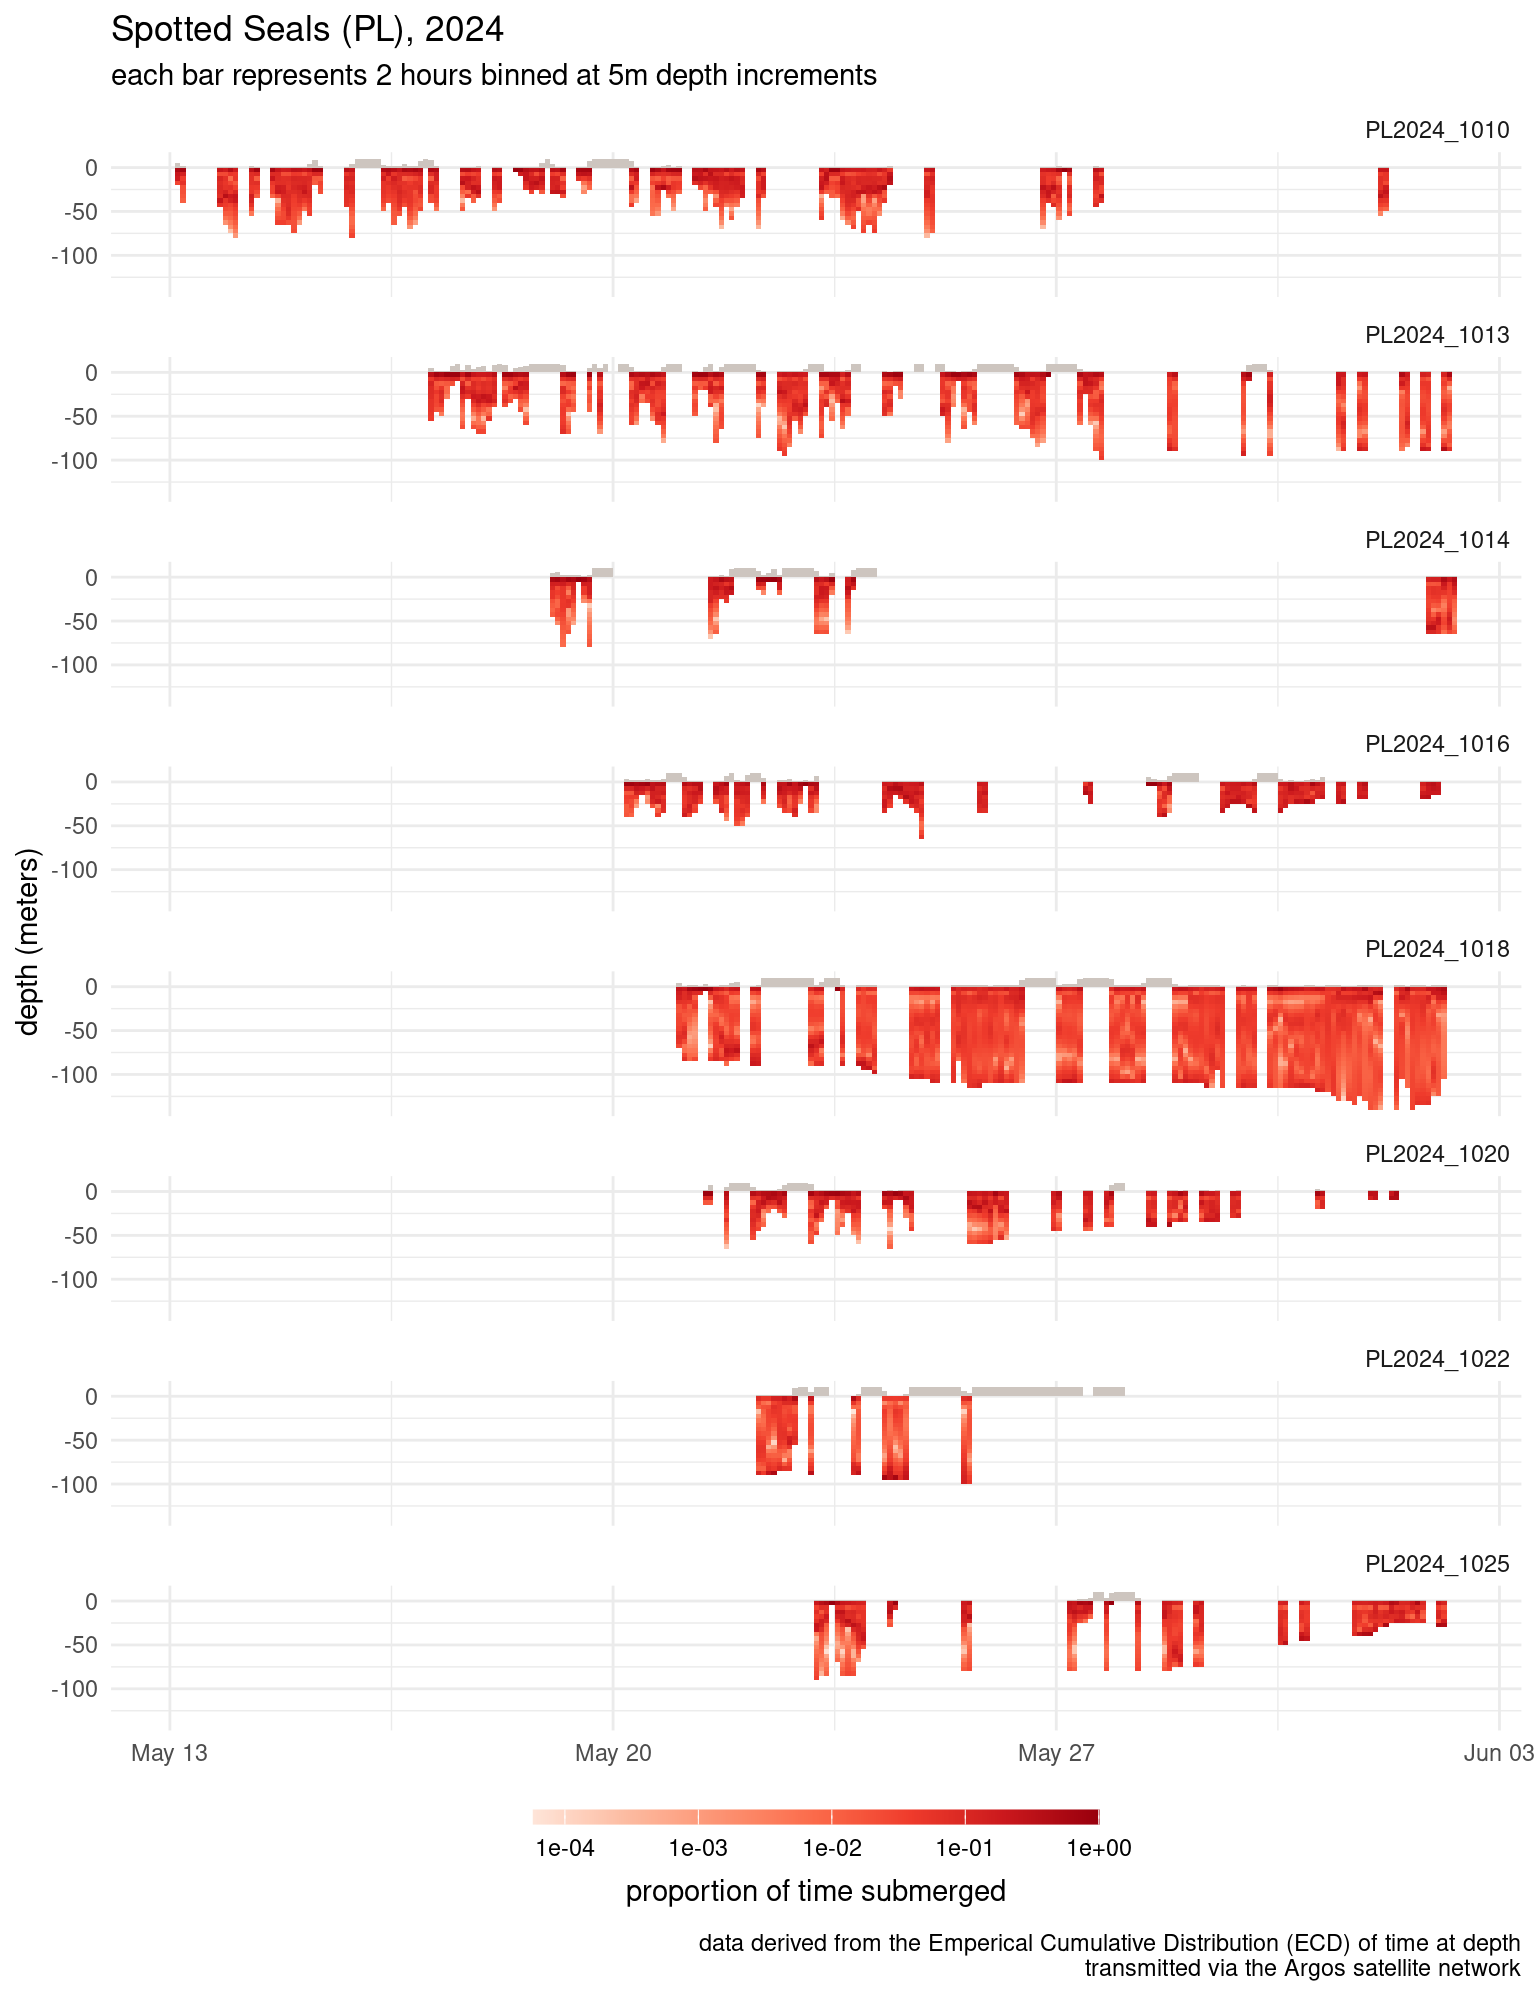 Spotted Seals (PL), 2024
each bar represents 2 hours binned at 5m depth increments
PL2024_1010
0
-50
-100
PL2024_1013
0
-50
-100
PL2024_1014
0
-50
-100
PL2024_1016
0
-50
-100
depth (meters)
PL2024_1018
0
-50
-100
PL2024_1020
0
-50
-100
PL2024_1022
0
-50
-100
PL2024_1025
0
-50
-100
May 13 May 20 May 27 Jun 03
1e-04 1e-03 1e-02 1e-01 1e+00
proportion of time submerged
data derived from the Emperical Cumulative Distribution (ECD) of time at depth
transmitted via the Argos satellite network